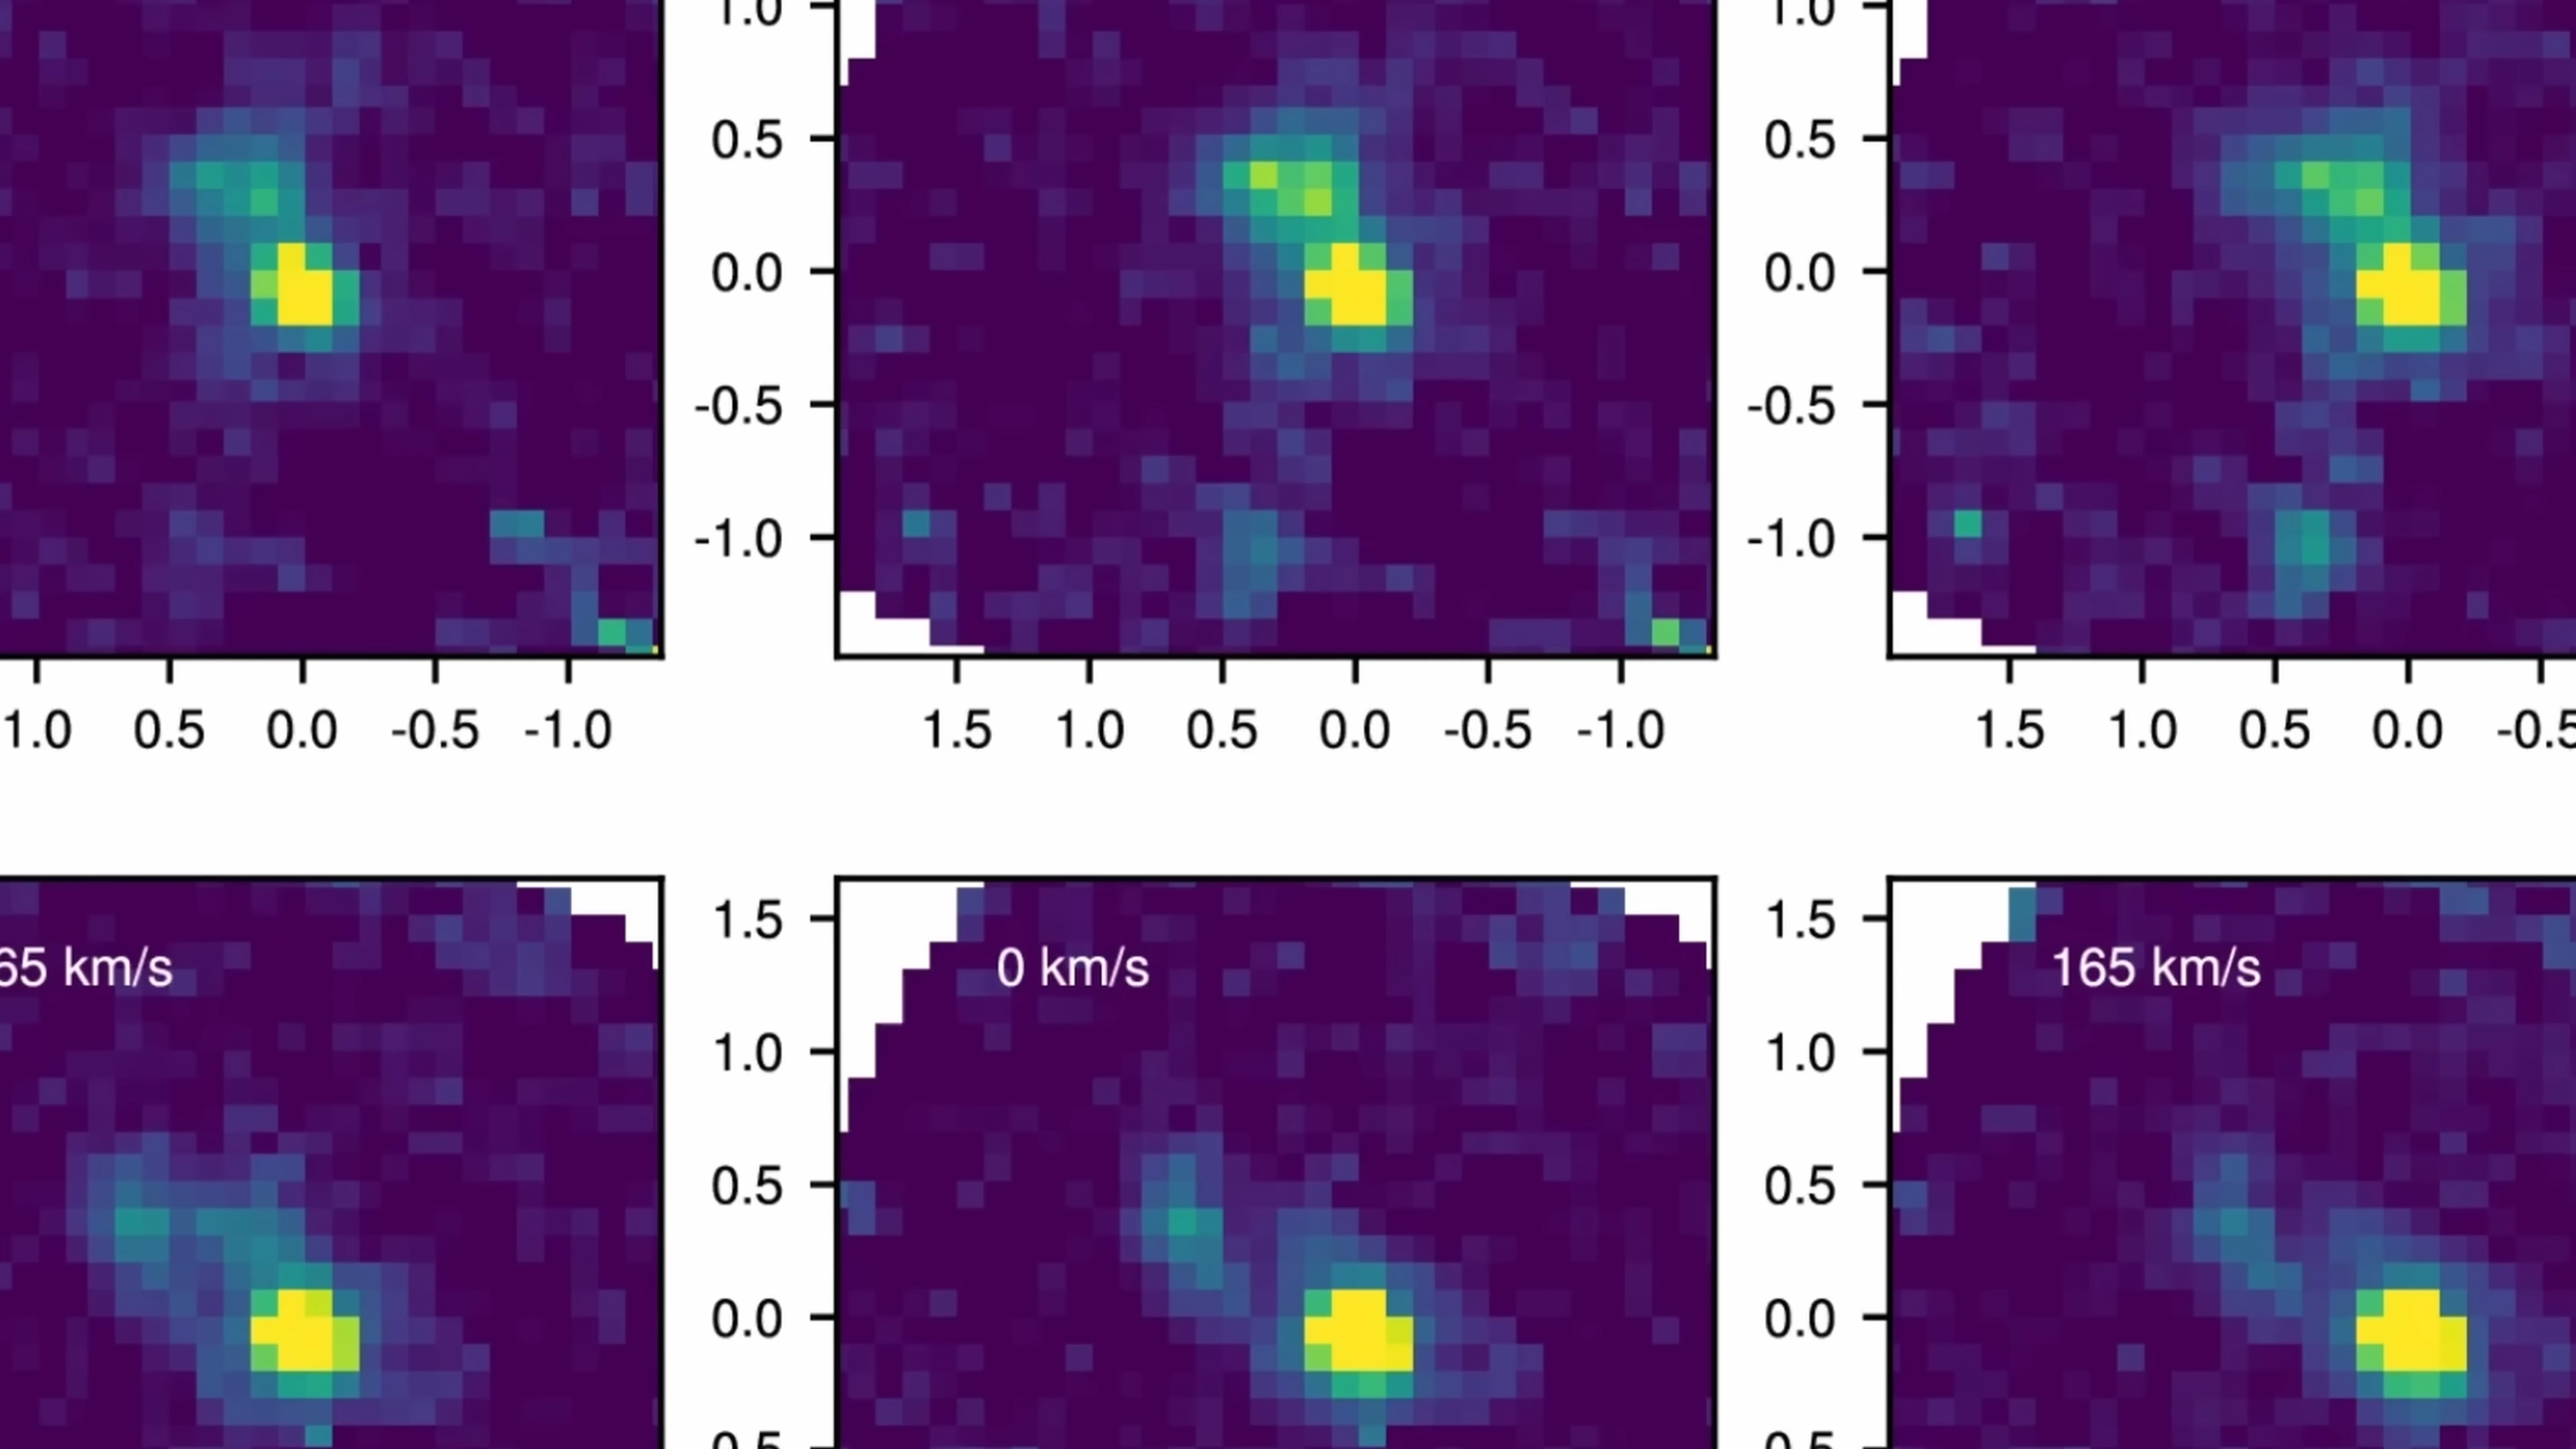 1.0 1.0
0.5 0.5
0.0 0.0
-0.5 -0.5
-1.0 -1.0
1.0 0.5 0.0 -0.5 -1.0
1.5 1.0 0.5 0.0 -0.5 -1.0
1.5 1.0 0.5 0.0
65 km/s
0 km/s
165 km/s
1.5 1.5
1.0 1.0
0.5 0.5
0.0 0.0